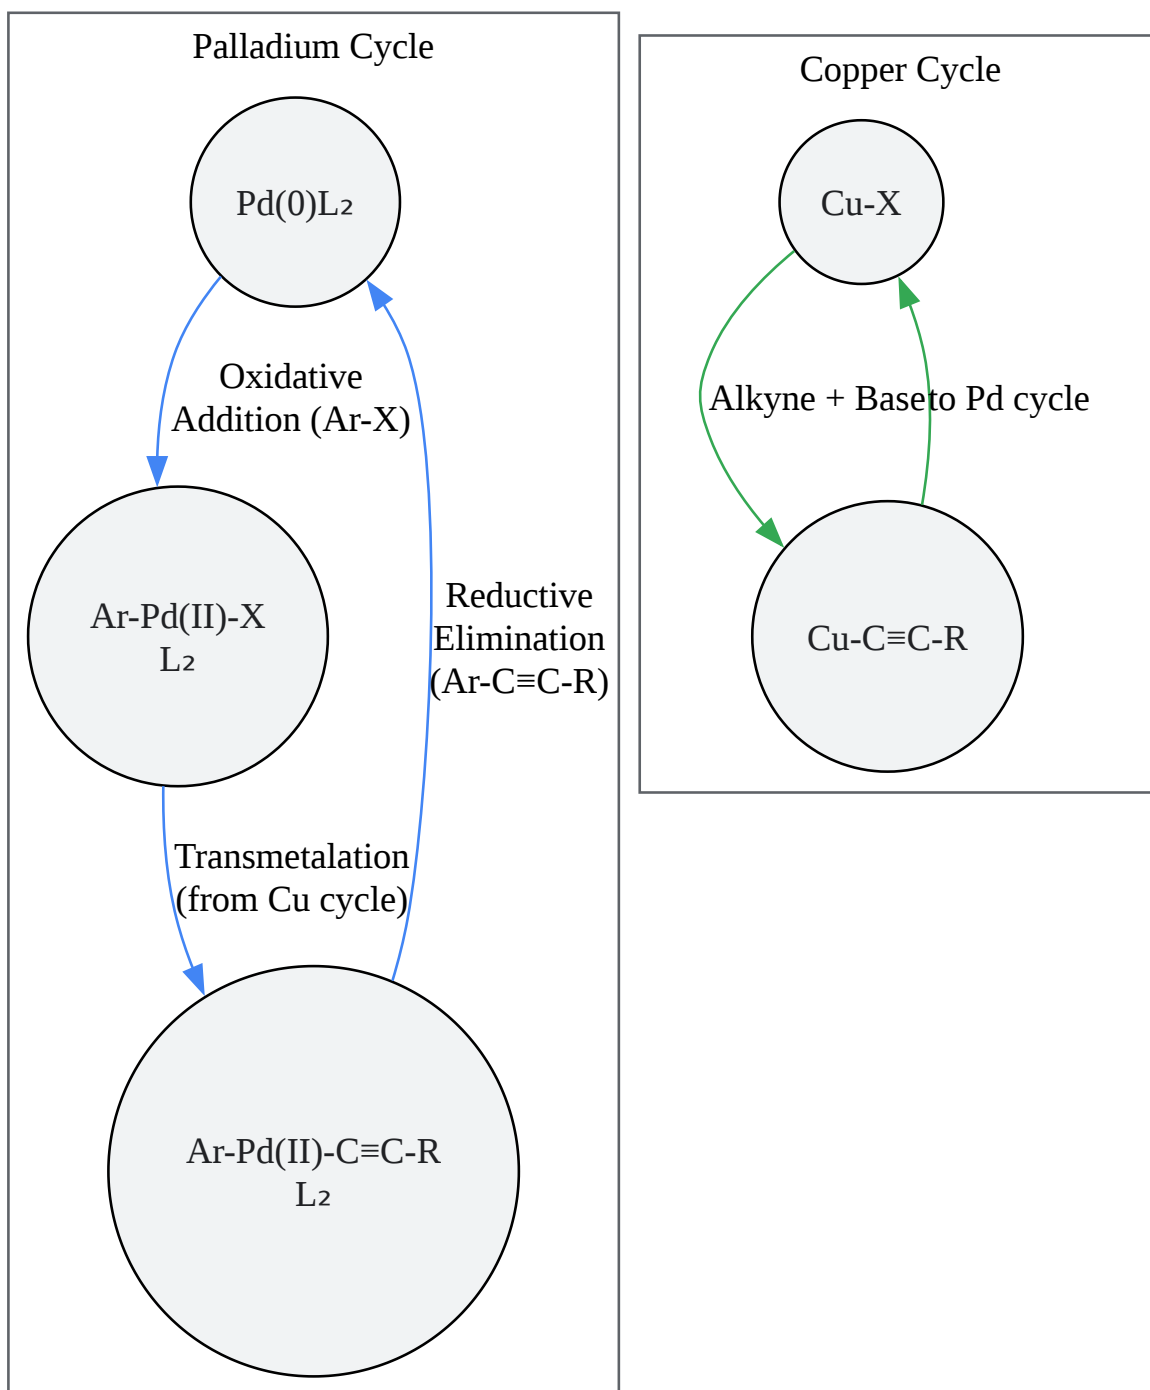 Palladium Cycle
Pd(0)L₂
Oxidative
Addition (Ar-X)
Ar-Pd(II)-X
L₂
Reductive
Elimination
(Ar-C≡C-R)
Transmetalation
(from Cu cycle)
Ar-Pd(II)-C≡C-R
L₂
Copper Cycle
Cu-X
Alkyne + Base
to Pd cycle
Cu-C≡C-R